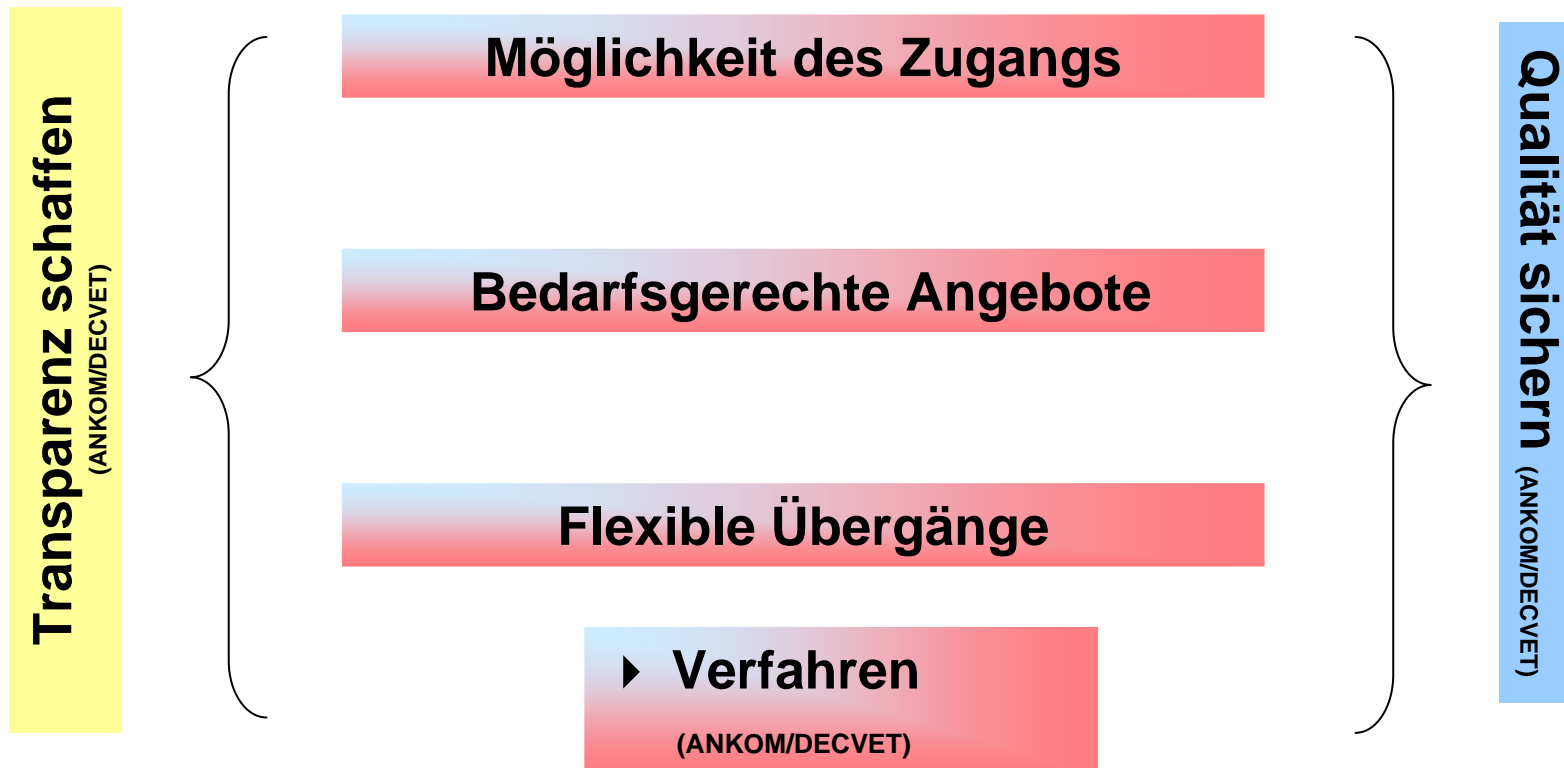 Transparenz schaffen
(ANKOM/DECVET)
Möglichkeit des Zugangs
Bedarfsgerechte Angebote
Flexible Übergänge
Verfahren
(ANKOM/DECVET)
Qualität sichern (ANKOM/DECVET)